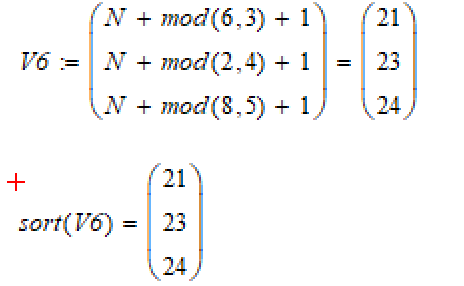 V6 := ( N + mod(6,3) + 1 ) = ( 21 )
( N + mod(2,4) + 1 ) ( 23 )
( N + mod(8,5) + 1 ) ( 24 )
+
sort(V6) = ( 21 )
( 23 )
( 24 )